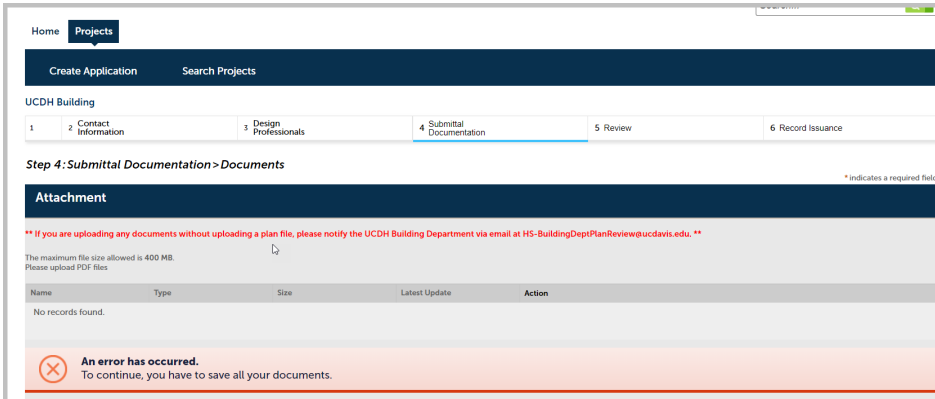 Home Projects
Create Application Search Projects
UCDH Building
1 2 Contact Information 3 Design Professionals 4 Submittal Documentation 5 Review 6 Record Issuance
Step 4:Submittal Documentation>Documents
* indicates a required
Attachment
** If you are uploading any documents without uploading a plan file, please notify the UCDH Building Department via email at HS-BuildingDeptPlanReview@ucdavis.edu. **
The maximum file size allowed is 400 MB.
Please upload PDF files
Name Type Size Latest Update Action
No records found.
An error has occurred.
To continue, you have to save all your documents.